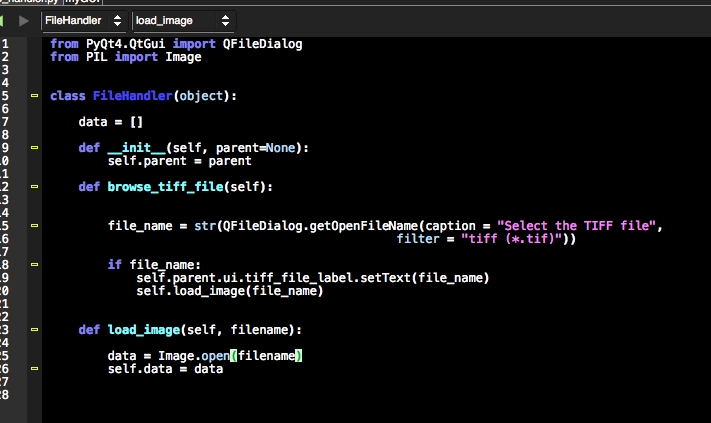 _handler.py myGUI
FileHandler load_image
1 from PyQt4.QtGui import QFileDialog
2 from PIL import Image
3
4
5 class FileHandler(object):
6
7 data = []
8
9 def __init__(self, parent=None):
10 self.parent = parent
11
12 def browse_tiff_file(self):
13
14
15 file_name = str(QFileDialog.getOpenFileName(caption = "Select the TIFF file",
16 filter = "tiff (*.tif)"))
17
18 if file_name:
19 self.parent.ui.tiff_file_label.setText(file_name)
20 self.load_image(file_name)
21
22
23 def load_image(self, filename):
24
25 data = Image.open(filename)
26 self.data = data
27
28